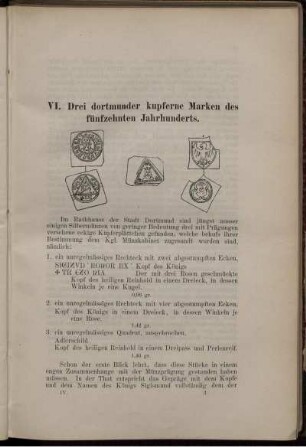 VI. Drei dortmunder kupferne Marken des
fünfzehnten Jahrhunderts.
Im Rathhause der Stadt Dortmund sind jüngst ausser
einigen Silbermünzen von geringer Bedeutung drei mit Prägungen
versehene eckige Kupferplättchen gefunden, welche behufs ihrer
Bestimmung dem Kgl. Münzkabinet zugesandt worden sind,
nämlich:
1. ein unregelmässiges Rechteck mit zwei abgestumpften Ecken.
Kopf des Königs
Der mit drei Rosen geschmückte
Kopf des heiligen Reinhold in einem Dreieck, in dessen
Winkeln je eine Kugel.
gr.
2. ein unregelmässiges Rechteck mit vier abgestumpften Ecken.
Kopf des Königs in einem Dreieck, in dessen Winkeln je
eine Rose.
gr.
3. ein unregelmässiges Quadrat, ausgebrochen.
Adlerschild
Kopf des heiligen Reinhold in einem Dreipass und Perlenreif.
gr.
Schon der erste Blick lehrt, dass diese Stücke in einem
engen Zusammenhange mit der Münzprägung gestanden haben
müssen. In der That entspricht das Gepräge mit dem Kopfe
und dem Namen des Königs Sigismund vollständig dem der
IV.